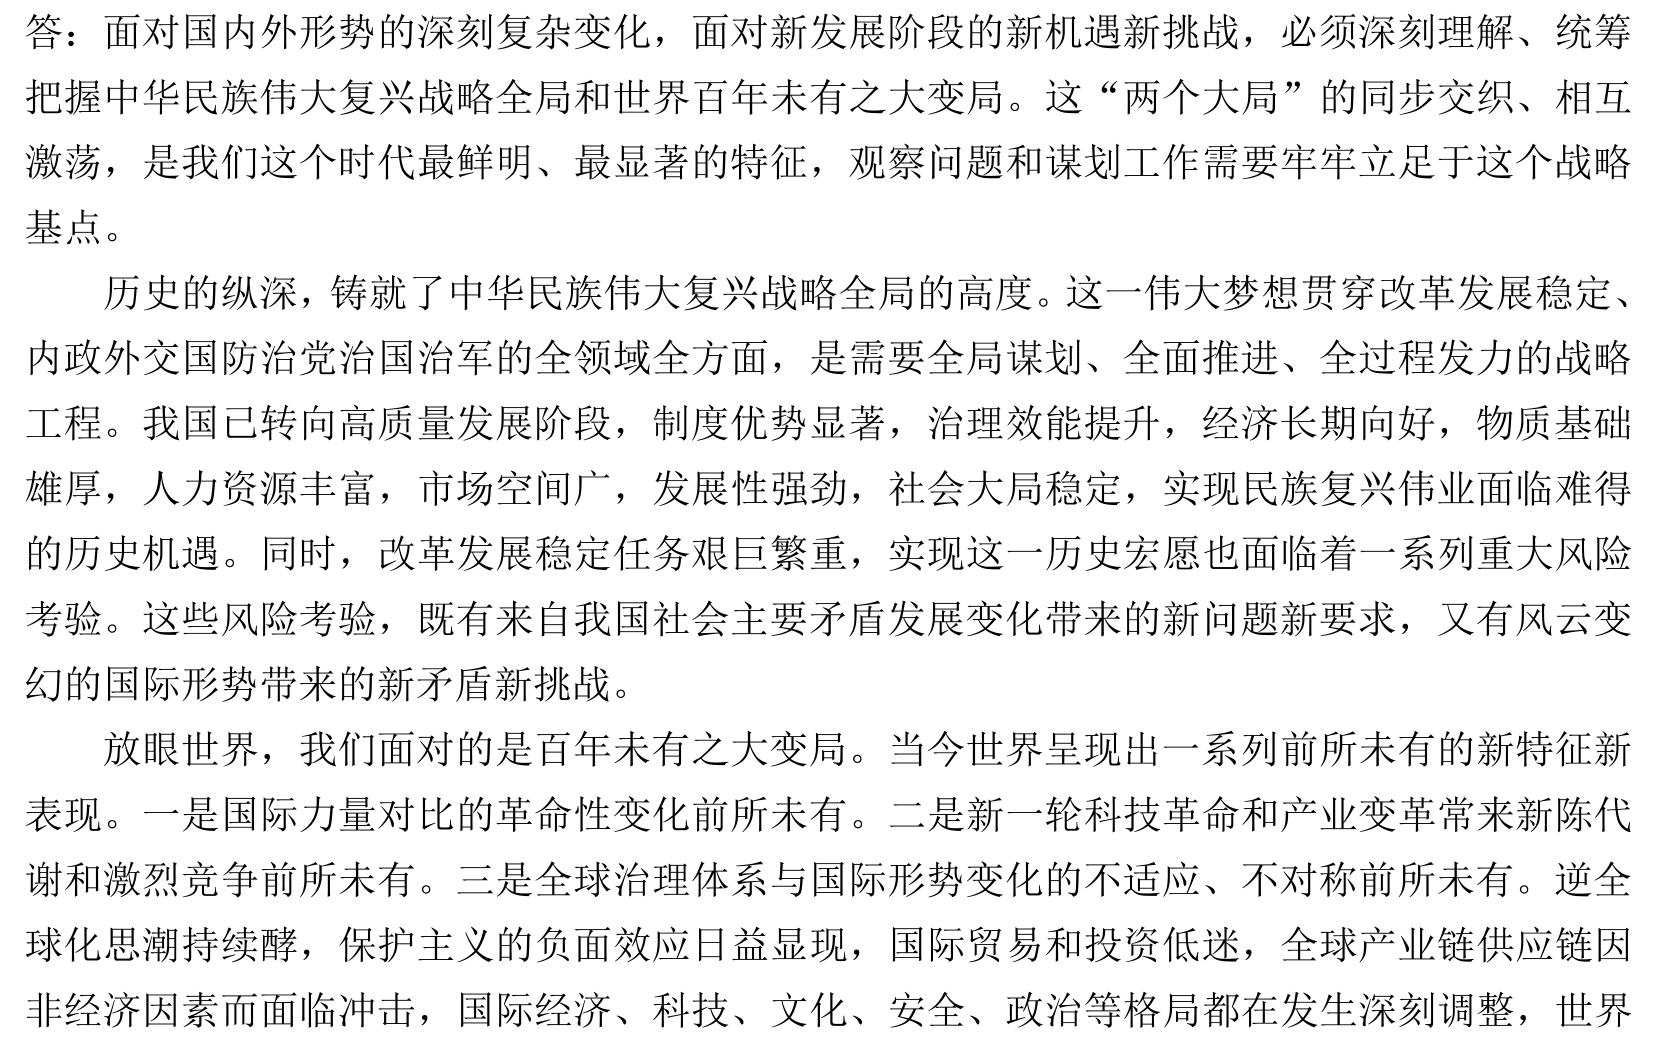 答：面对国内外形势的深刻复杂变化，面对新发展阶段的新机遇新挑战，必须深刻理解、统筹
把握中华民族伟大复兴战略全局和世界百年未有之大变局。这“两个大局”的同步交织、相互
激荡，是我们这个时代最鲜明、最显著的特征，观察问题和谋划工作需要牢牢立足于这个战略
基点。
历史的纵深，铸就了中华民族伟大复兴战略全局的高度。这一伟大梦想贯穿改革发展稳定、
内政外交国防治党治国治军的全领域全方面，是需要全局谋划、全面推进、全过程发力的战略
工程。我国已转向高质量发展阶段，制度优势显著，治理效能提升，经济长期向好，物质基础
雄厚，人力资源丰富，市场空间广，发展性强劲，社会大局稳定，实现民族复兴伟业面临难得
的历史机遇。同时，改革发展稳定任务艰巨繁重，实现这一历史宏愿也面临着一系列重大风险
考验。这些风险考验，既有来自我国社会主要矛盾发展变化带来的新问题新要求，又有风云变
幻的国际形势带来的新矛盾新挑战。
放眼世界，我们面对的是百年未有之大变局。当今世界呈现出一系列前所未有的新特征新
表现。一是国际力量对比的革命性变化前所未有。二是新一轮科技革命和产业变革常来新陈代
谢和激烈竞争前所未有。三是全球治理体系与国际形势变化的不适应、不对称前所未有。逆全
球化思潮持续酵，保护主义的负面效应日益显现，国际贸易和投资低迷，全球产业链供应链因
非经济因素而面临冲击，国际经济、科技、文化、安全、政治等格局都在发生深刻调整，世界